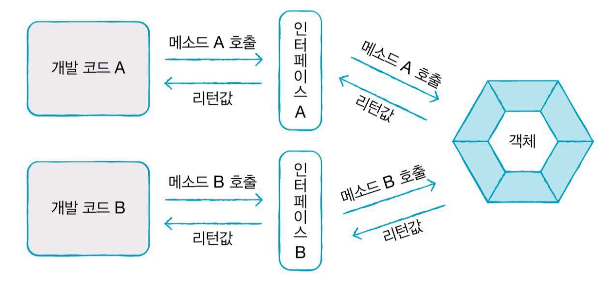 개발 코드 A
메소드 A 호출
리턴값
인터페이스 A
메소드 A 호출
리턴값
객체
개발 코드 B
메소드 B 호출
리턴값
인터페이스 B
메소드 B 호출
리턴값